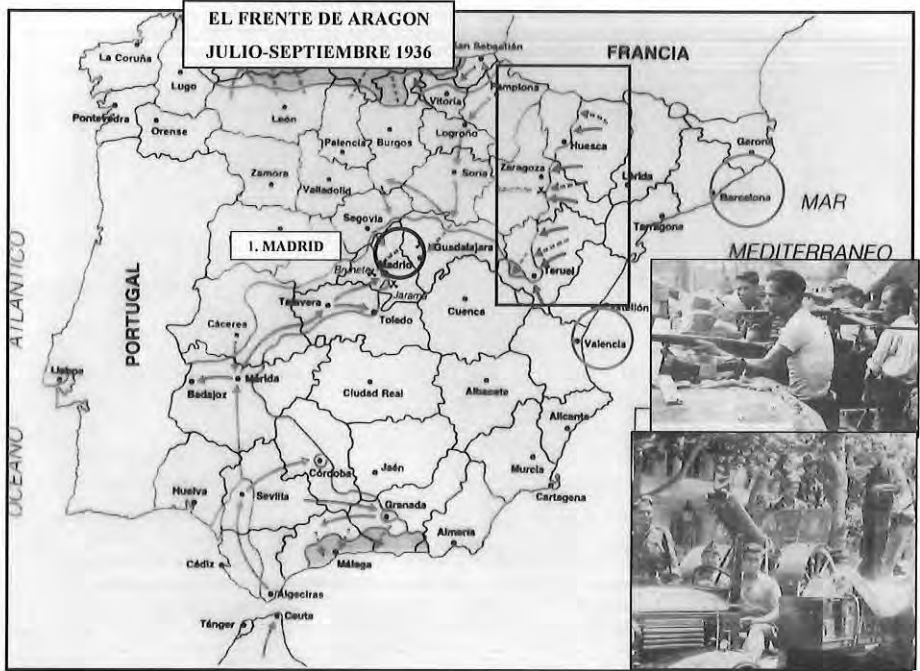 EL FRENTE DE ARAGON
JULIO-SEPTIEMBRE 1936
La Coruña
Lugo
Pontevedra
Orense
León
Palencia
Burgos
Vitoria
Pamplona
FRANCIA
Logroño
Huesca
Gerona
Zamora
Valladolid
Soria
Zaragoza
Lérida
Barcelona
Tarragona
MAR
MEDITERRANEO
Segovia
1. MADRID
Guadalajara
Madrid
Brunete
Jarama
Teruel
OCEANO
ATLANTICO
PORTUGAL
Talavera
Toledo
Cuenca
Cáceres
Valencia
Lisboa
Mérida
Badajoz
Ciudad Real
Albacete
Alicante
Córdoba
Jaén
Murcia
Cartagena
Huelva
Sevilla
Granada
Almería
Cádiz
Málaga
Algeciras
Ceuta
Tánger